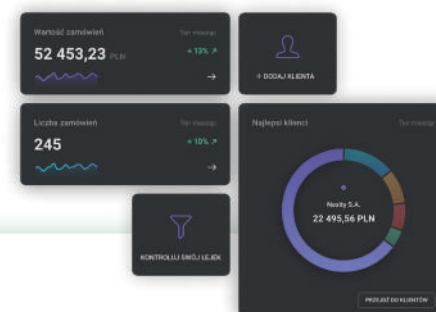 Wartość zamówień
Ten miesiąc
52 453,23 PLN
+ 13% ↗
+ DODAJ KLIENTA
Liczba zamówień
Ten miesiąc
245
+ 10% ↗
Najlepsi klienci
Ten miesiąc
Nexity S.A.
22 495,56 PLN
KONTROLUJ SWÓJ LEJEK
PRZEJDŹ DO KLIENTÓW